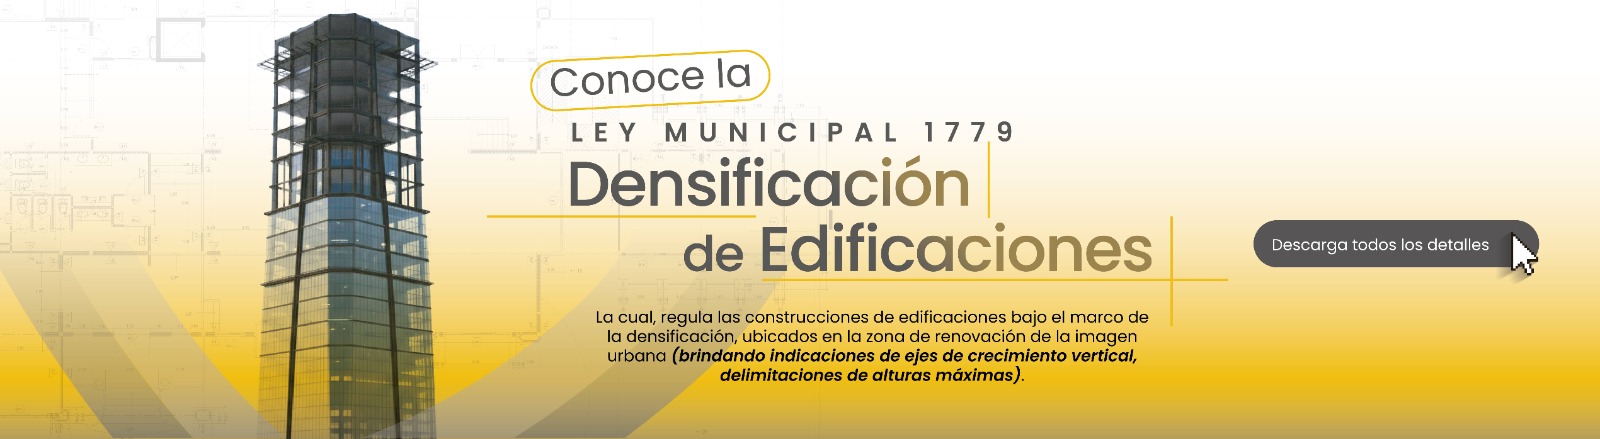 Conoce la
LEY MUNICIPAL 1779
Densificación
de Edificaciones
Descarga todos los detalles
La cual, regula las construcciones de edificaciones bajo el marco de
la densificación, ubicados en la zona de renovación de la imagen
urbana (brindando indicaciones de ejes de crecimiento vertical,
delimitaciones de alturas máximas).